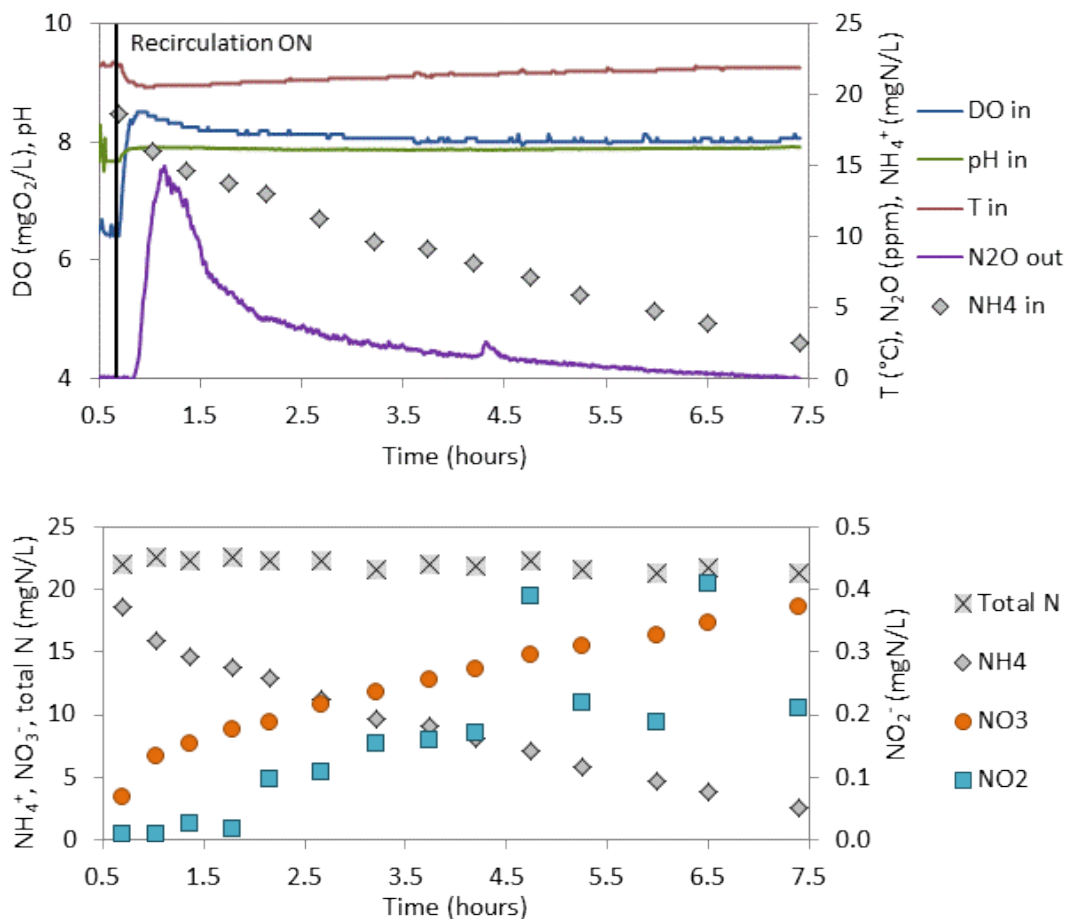 10
8
6
4
DO (mgO₂/L), pH
Recirculation ON
25
20
15
10
5
0
T (°C), N₂O (ppm), NH₄⁺ (mgN/L)
0.5 1.5 2.5 3.5 4.5 5.5 6.5 7.5
Time (hours)
DO in
pH in
T in
N2O out
NH4 in
25
20
15
10
5
0
NH₄⁺, NO₃⁻, total N (mgN/L)
0.5
0.4
0.3
0.2
0.1
0.0
NO₂⁻ (mgN/L)
0.5 1.5 2.5 3.5 4.5 5.5 6.5 7.5
Time (hours)
Total N
NH4
NO3
NO2